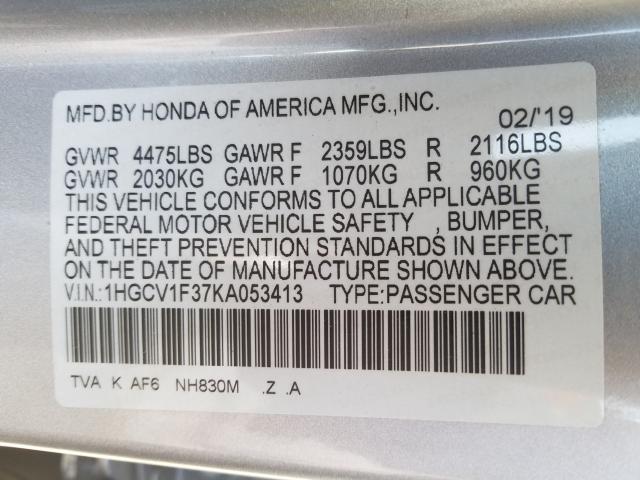 MFD.BY HONDA OF AMERICA MFG.,INC. 02/'19
GVWR 4475LBS GAWR F 2359LBS R 2116LBS
GVWR 2030KG GAWR F 1070KG R 960KG
THIS VEHICLE CONFORMS TO ALL APPLICABLE
FEDERAL MOTOR VEHICLE SAFETY , BUMPER,
AND THEFT PREVENTION STANDARDS IN EFFECT
ON THE DATE OF MANUFACTURE SHOWN ABOVE.
V.I.N.:1HGCV1F37KA053413 TYPE:PASSENGER CAR
TVA K AF6 NH830M .Z .A